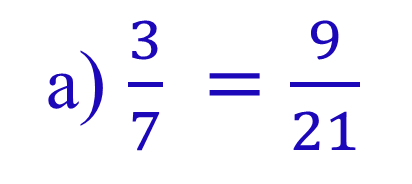 a) 3/7 = 9/21